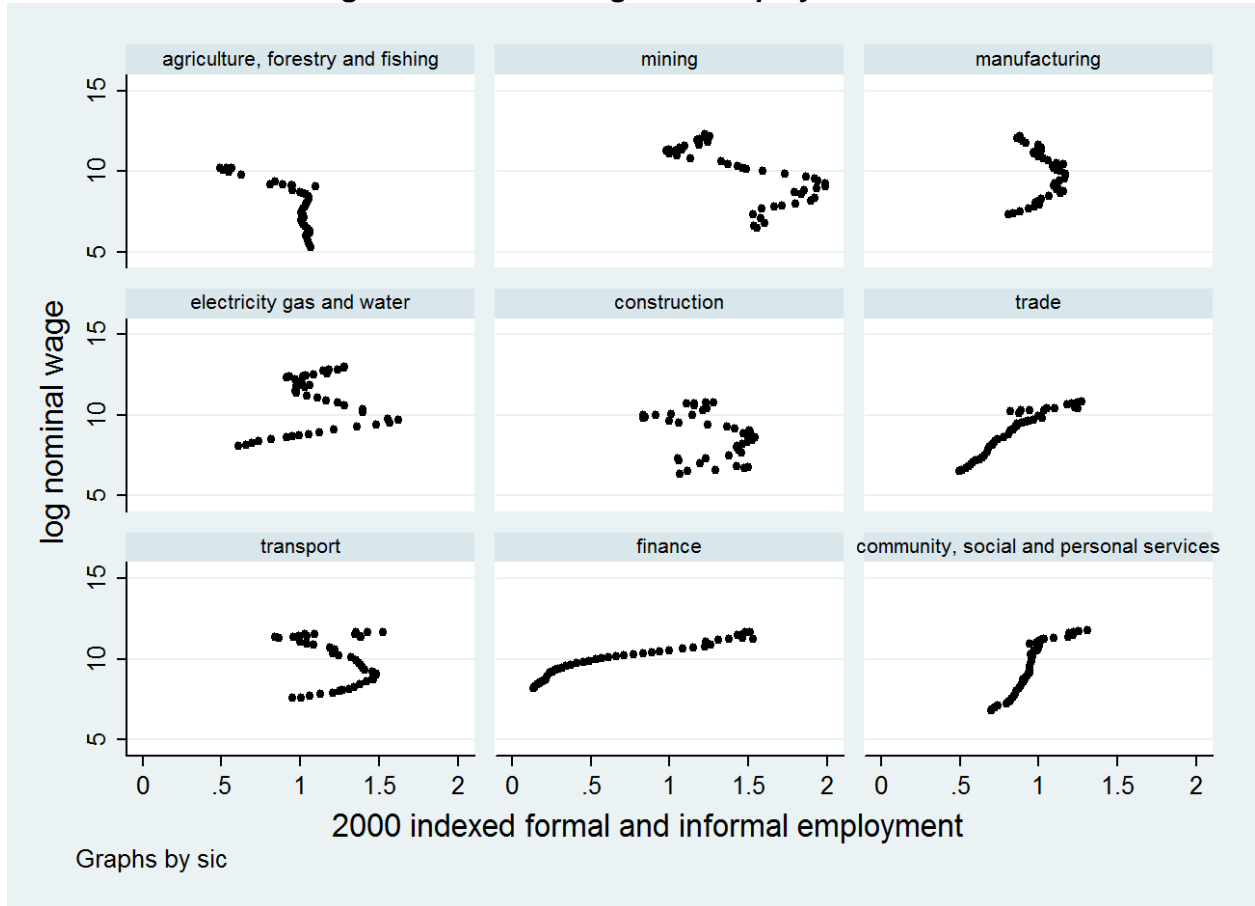 agriculture, forestry and fishing
mining
manufacturing
15
10
5
electricity gas and water
construction
trade
15
10
5
log nominal wage
transport
finance
community, social and personal services
15
10
5
0 .5 1 1.5 2
0 .5 1 1.5 2
0 .5 1 1.5 2
2000 indexed formal and informal employment
Graphs by sic